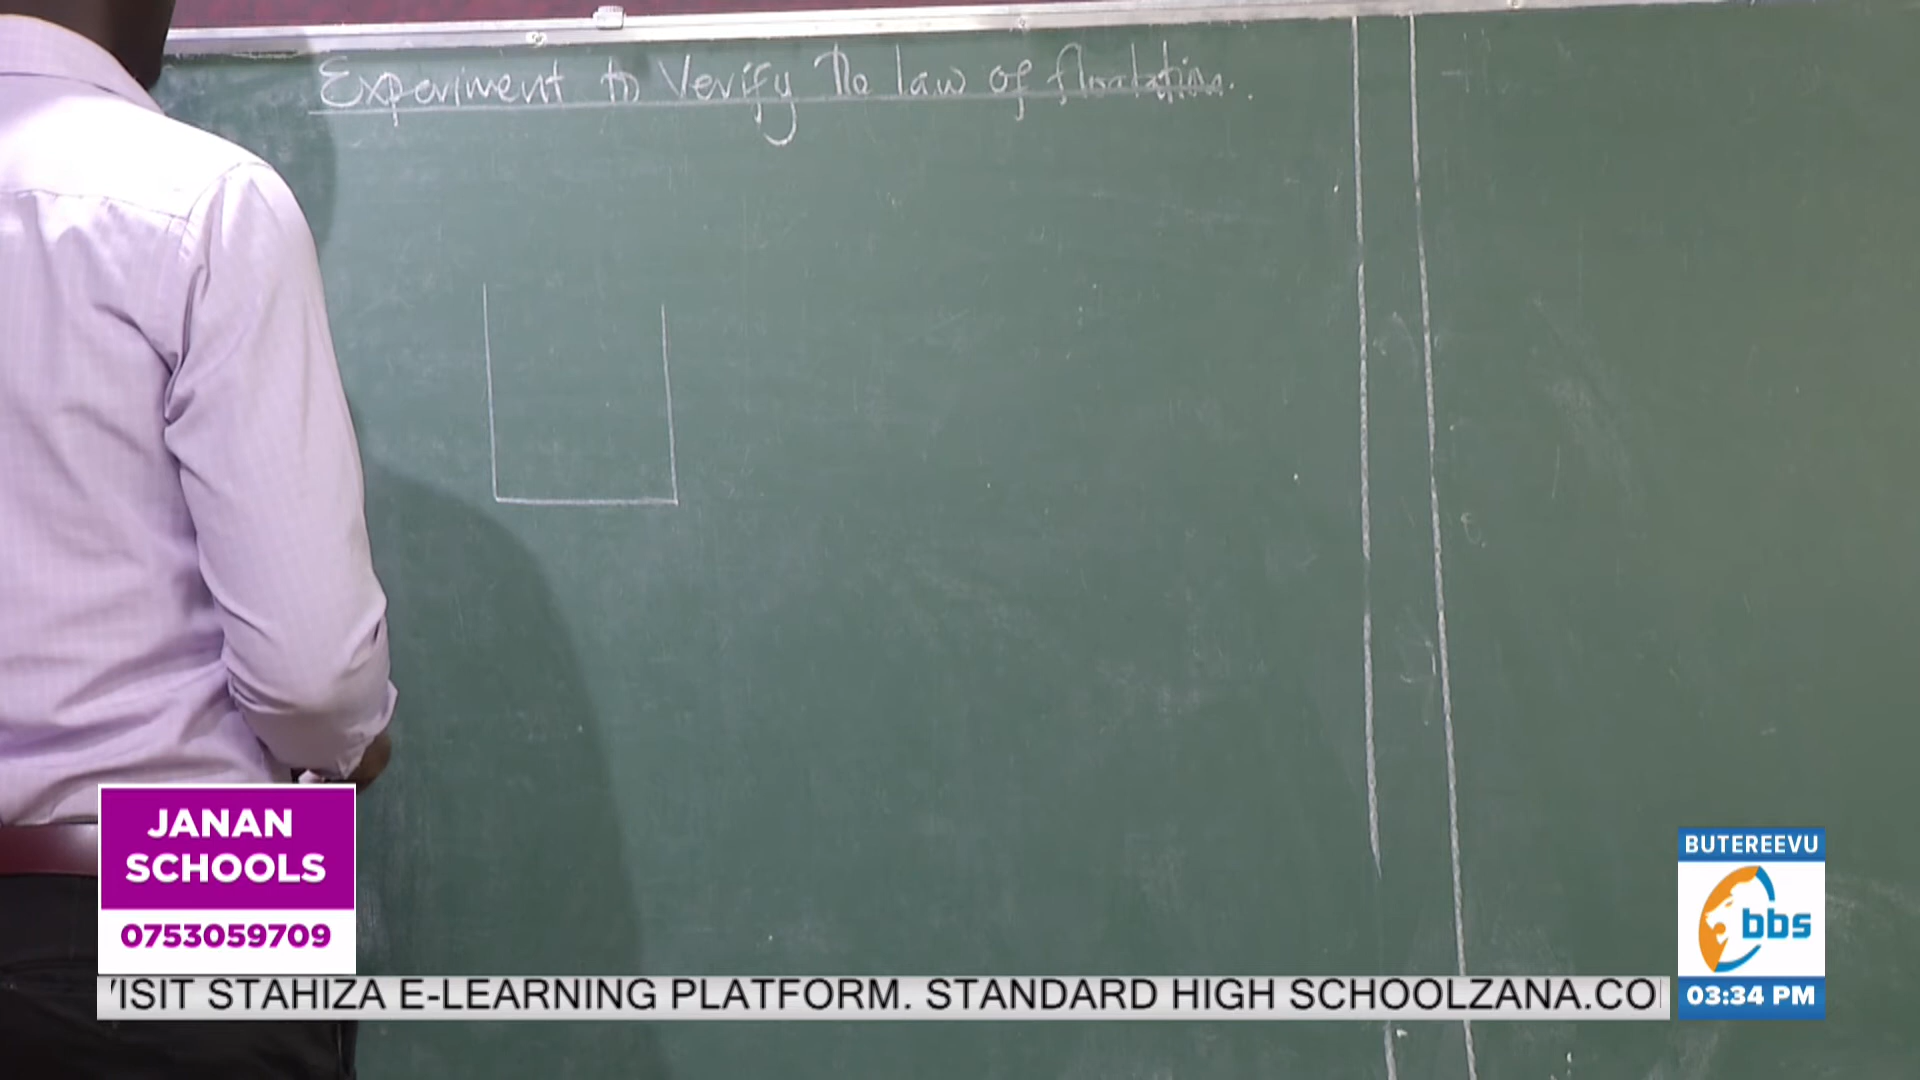 Experiment to Verify the law of floatation.
JANAN
SCHOOLS
0753059709
BUTEREEVU
bbs
03:34 PM
VISIT STAHIZA E-LEARNING PLATFORM. STANDARD HIGH SCHOOLZANA.CO